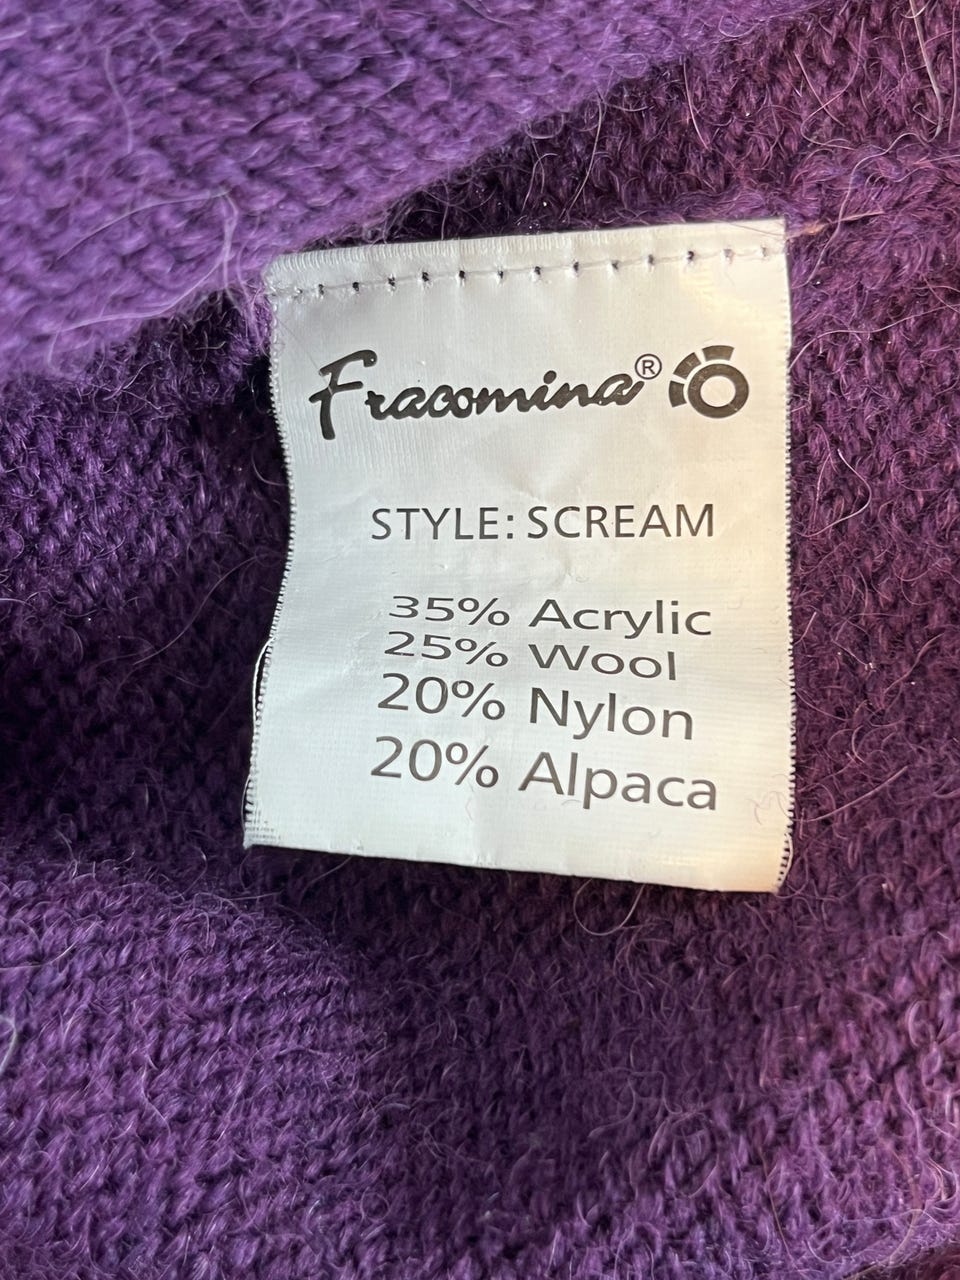 Fracomina®
STYLE: SCREAM
35% Acrylic
25% Wool
20% Nylon
20% Alpaca